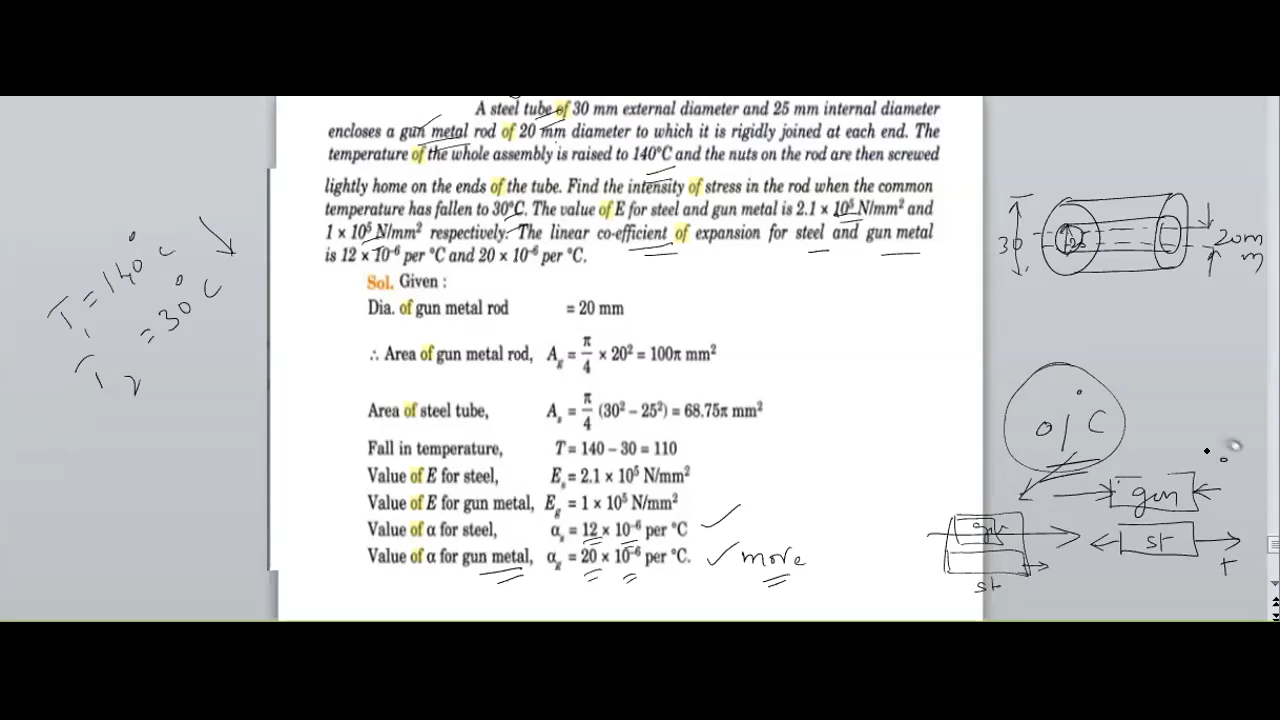 A steel tube of 30 mm external diameter and 25 mm internal diameter
encloses a gun metal rod of 20 mm diameter to which it is rigidly joined at each end. The
temperature of the whole assembly is raised to 140°C and the nuts on the rod are then screwed
lightly home on the ends of the tube. Find the intensity of stress in the rod when the common
temperature has fallen to 30°C. The value of E for steel and gun metal is 2.1 × 10⁵ N/mm² and
1 × 10⁵ N/mm² respectively. The linear co-efficient of expansion for steel and gun metal
is 12 × 10⁻⁶ per °C and 20 × 10⁻⁶ per °C.
Sol. Given :
Dia. of gun metal rod = 20 mm
∴ Area of gun metal rod, A_g = π/4 × 20² = 100π mm²
Area of steel tube, A_s = π/4 (30² – 25²) = 68.75π mm²
Fall in temperature, T = 140 – 30 = 110
Value of E for steel, E_s = 2.1 × 10⁵ N/mm²
Value of E for gun metal, E_g = 1 × 10⁵ N/mm²
Value of α for steel, α_s = 12 × 10⁻⁶ per °C
Value of α for gun metal, α_g = 20 × 10⁻⁶ per °C.
more
T₁ = 140°C
T₂ = 30°C
30
20m
m
gun
st
st